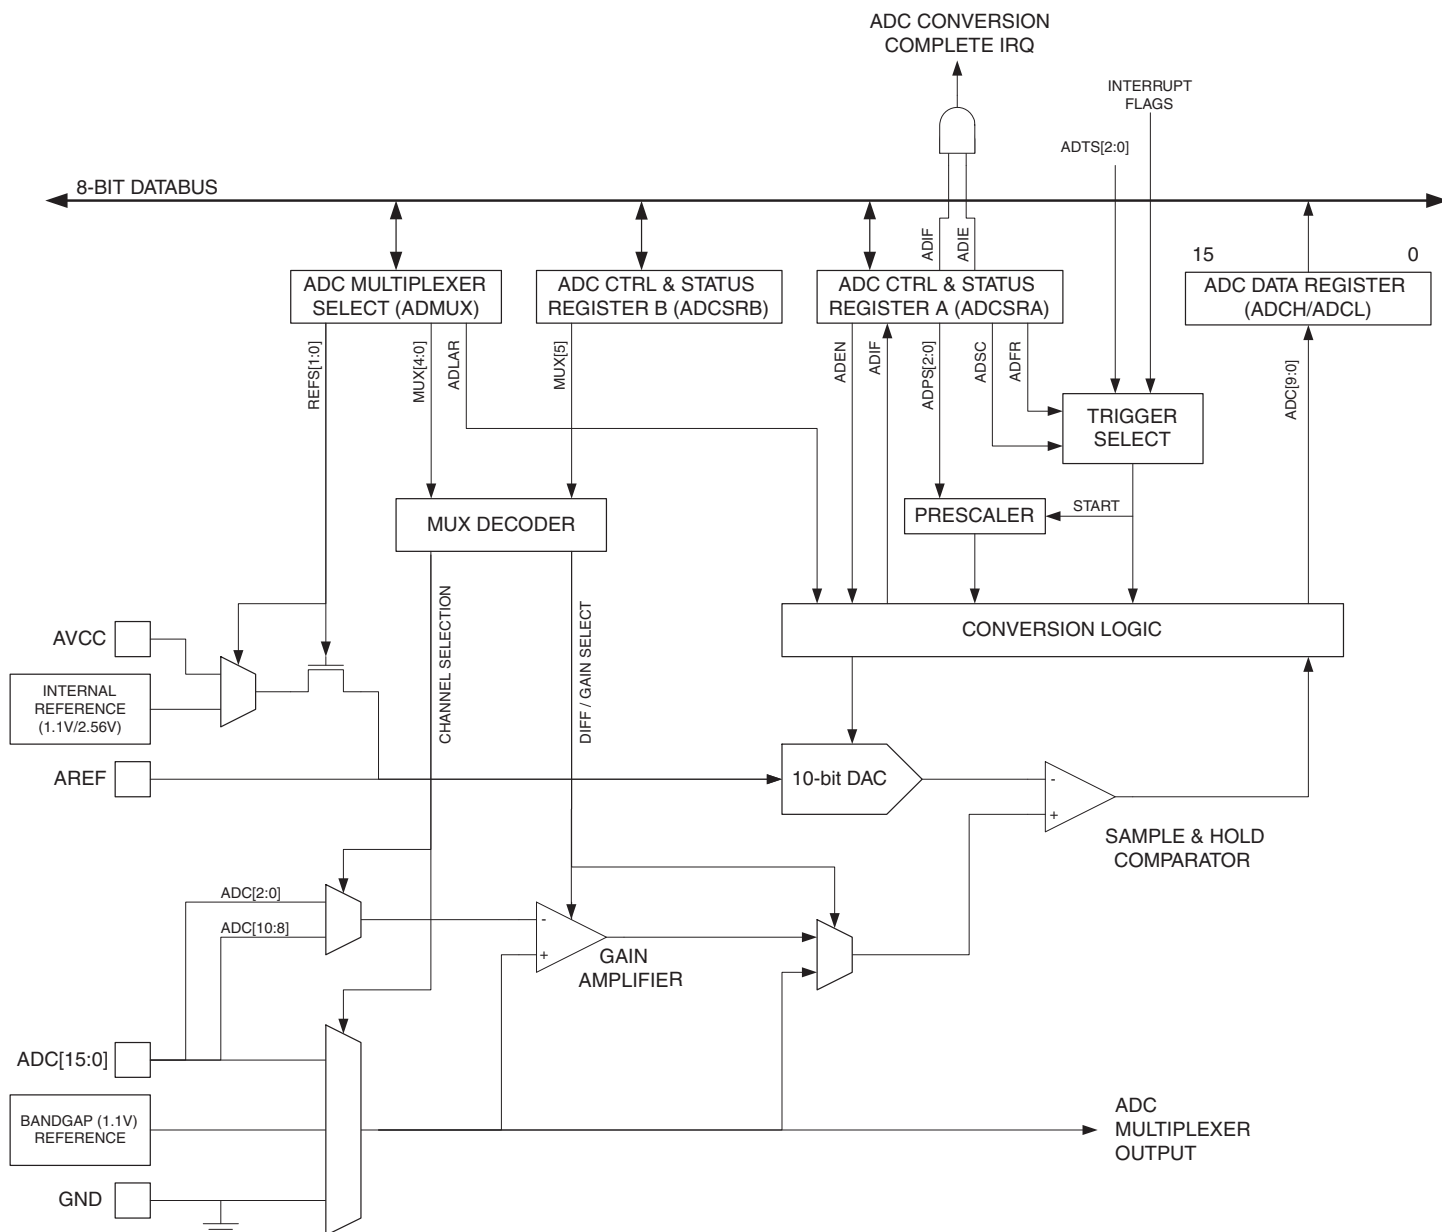 ADC CONVERSION
COMPLETE IRQ
INTERRUPT
FLAGS
ADTS[2:0]
8-BIT DATABUS
ADIF
ADIE
15
0
ADC MULTIPLEXER
SELECT (ADMUX)
ADC CTRL & STATUS
REGISTER B (ADCSRB)
ADC CTRL & STATUS
REGISTER A (ADCSRA)
ADC DATA REGISTER
(ADCH/ADCL)
REFS[1:0]
MUX[4:0]
ADLAR
MUX[5]
ADEN
ADIF
ADPS[2:0]
ADSC
ADFR
ADC[9:0]
TRIGGER
SELECT
MUX DECODER
PRESCALER
START
CHANNEL SELECTION
DIFF / GAIN SELECT
CONVERSION LOGIC
AVCC
INTERNAL
REFERENCE
(1.1V/2.56V)
AREF
10-bit DAC
-
+
SAMPLE & HOLD
COMPARATOR
ADC[2:0]
ADC[10:8]
-
+
GAIN
AMPLIFIER
ADC[15:0]
BANDGAP (1.1V)
REFERENCE
ADC
MULTIPLEXER
OUTPUT
GND